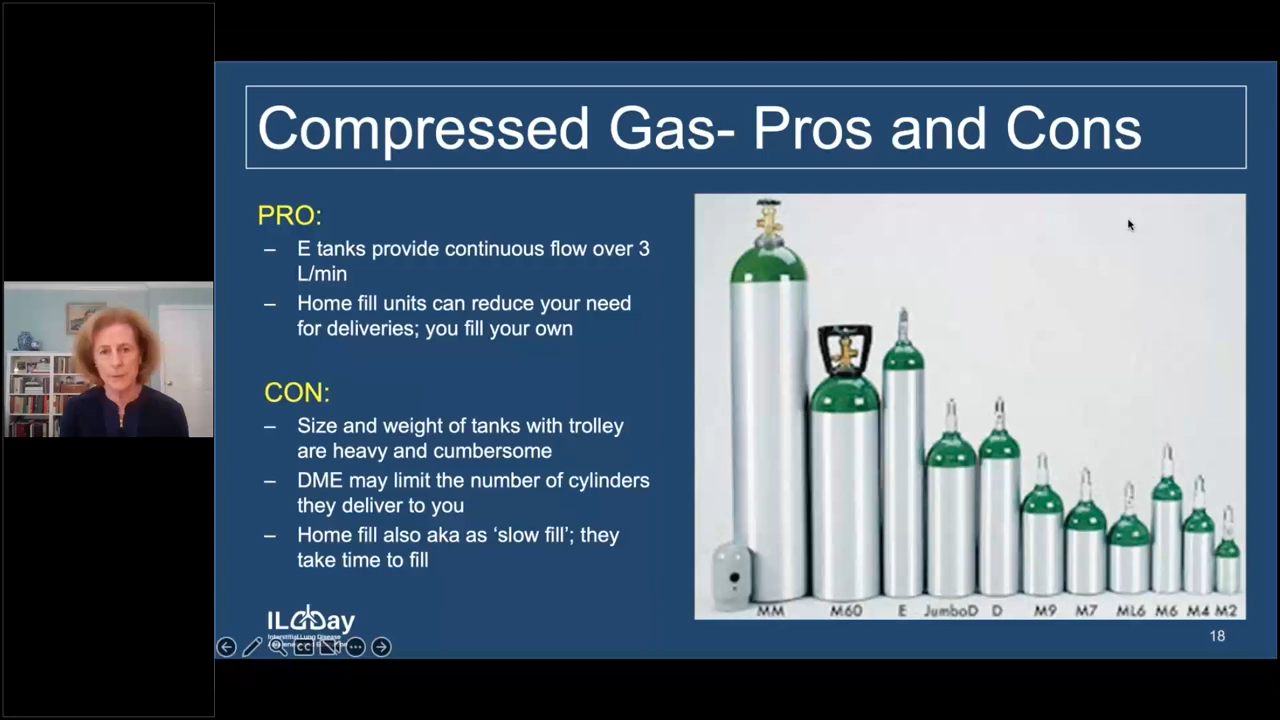 Compressed Gas- Pros and Cons
PRO:
– E tanks provide continuous flow over 3
L/min
– Home fill units can reduce your need
for deliveries; you fill your own
CON:
– Size and weight of tanks with trolley
are heavy and cumbersome
– DME may limit the number of cylinders
they deliver to you
– Home fill also aka as ‘slow fill’; they
take time to fill
MM M60 E JumboD D M9 M7 ML6 M6 M4 M2
ILDDay
Interstitial Lung Disease
CC
18